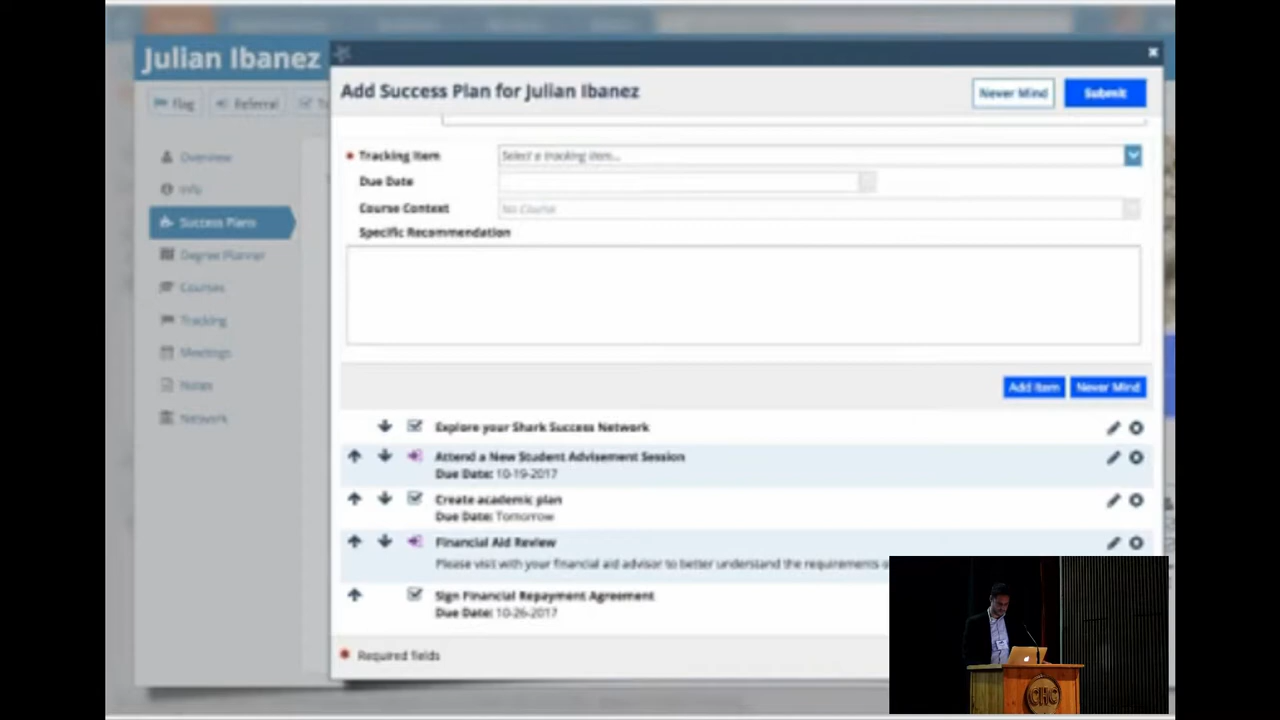 Julian Ibanez
Add Success Plan for Julian Ibanez
Never Mind
Submit
Flag
Referral
Overview
Info
Success Plans
Degree Planner
Courses
Tracking
Meetings
Notes
Network
Tracking Item
Select a tracking item...
Due Date
Course Context
No Course
Specific Recommendation
Add Item
Never Mind
Explore your Shark Success Network
Attend a New Student Advisement Session
Due Date: 10-19-2017
Create academic plan
Due Date: Tomorrow
Financial Aid Review
Please visit with your financial aid advisor to better understand the requirements
Sign Financial Repayment Agreement
Due Date: 10-26-2017
Required fields
CHC